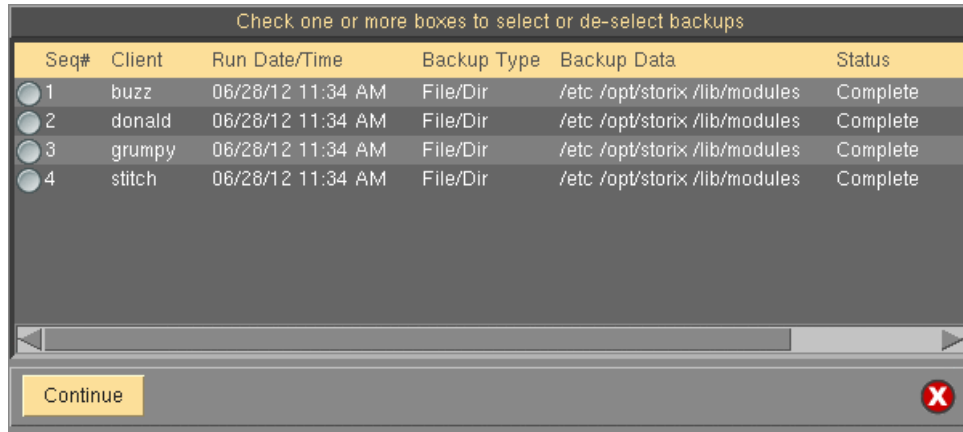 Check one or more boxes to select or de-select backups
Seq# Client Run Date/Time Backup Type Backup Data Status
1 buzz 06/28/12 11:34 AM File/Dir /etc /opt/storix /lib/modules Complete
2 donald 06/28/12 11:34 AM File/Dir /etc /opt/storix /lib/modules Complete
3 grumpy 06/28/12 11:34 AM File/Dir /etc /opt/storix /lib/modules Complete
4 stitch 06/28/12 11:34 AM File/Dir /etc /opt/storix /lib/modules Complete
Continue